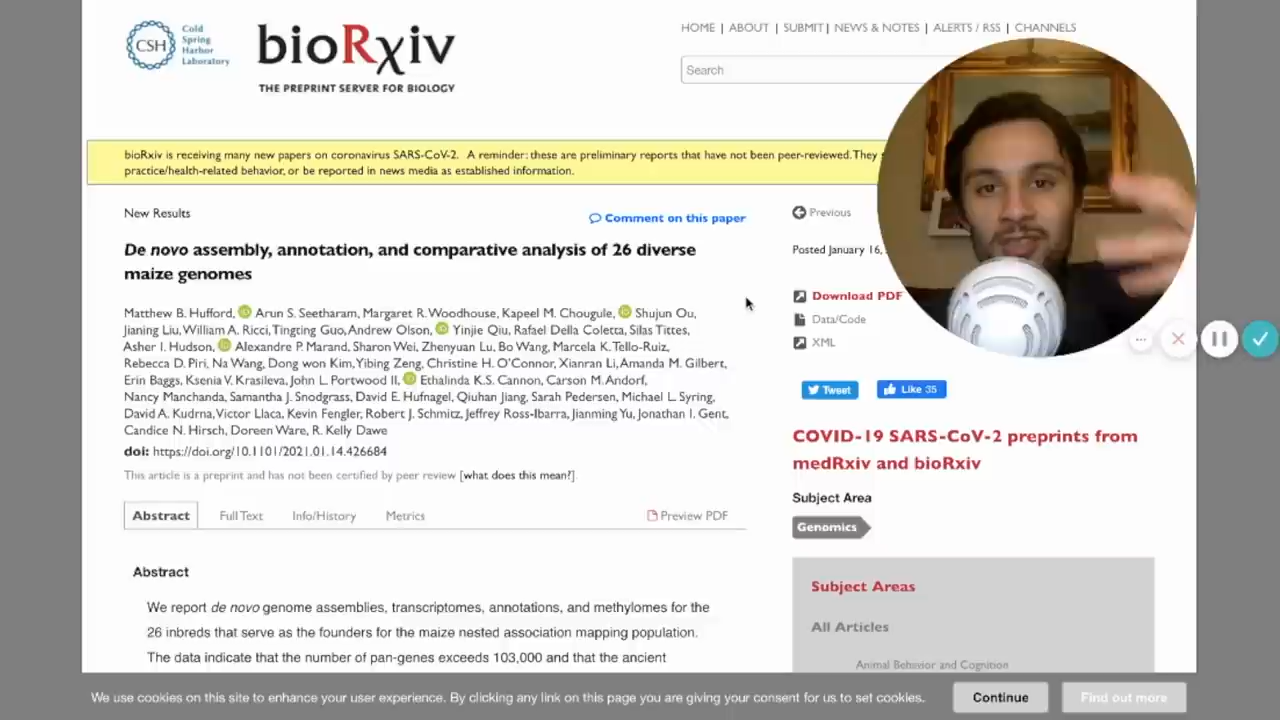 CSH
Cold
Spring
Harbor
Laboratory
bioRxiv
THE PREPRINT SERVER FOR BIOLOGY
HOME | ABOUT | SUBMIT | NEWS & NOTES | ALERTS / RSS | CHANNELS
Search
bioRxiv is receiving many new papers on coronavirus SARS-CoV-2. A reminder: these are preliminary reports that have not been peer-reviewed. They
practice/health-related behavior, or be reported in news media as established information.
New Results
Comment on this paper
De novo assembly, annotation, and comparative analysis of 26 diverse
maize genomes
Matthew B. Hufford, Arun S. Seetharam, Margaret R. Woodhouse, Kapeel M. Chougule, Shujun Ou,
Jianing Liu, William A. Ricci, Tingting Guo, Andrew Olson, Yinjie Qiu, Rafael Della Coletta, Silas Tittes,
Asher I. Hudson, Alexandre P. Marand, Sharon Wei, Zhenyuan Lu, Bo Wang, Marcela K. Tello-Ruiz,
Rebecca D. Piri, Na Wang, Dong won Kim, Yibing Zeng, Christine H. O'Connor, Xianran Li, Amanda M. Gilbert,
Erin Baggs, Ksenia V. Krasileva, John L. Portwood II, Ethalinda K.S. Cannon, Carson M. Andorf,
Nancy Manchanda, Samantha J. Snodgrass, David E. Hufnagel, Qiuhan Jiang, Sarah Pedersen, Michael L. Syring,
David A. Kudrna, Victor Llaca, Kevin Fengler, Robert J. Schmitz, Jeffrey Ross-Ibarra, Jianming Yu, Jonathan I. Gent,
Candice N. Hirsch, Doreen Ware, R. Kelly Dawe
doi: https://doi.org/10.1101/2021.01.14.426684
This article is a preprint and has not been certified by peer review [what does this mean?].
Abstract Full Text Info/History Metrics Preview PDF
Abstract
We report de novo genome assemblies, transcriptomes, annotations, and methylomes for the
26 inbreds that serve as the founders for the maize nested association mapping population.
The data indicate that the number of pan-genes exceeds 103,000 and that the ancient
Previous
Posted January 16,
Download PDF
Data/Code
XML
Tweet
Like 35
COVID-19 SARS-CoV-2 preprints from
medRxiv and bioRxiv
Subject Area
Genomics
Subject Areas
All Articles
Animal Behavior and Cognition
We use cookies on this site to enhance your user experience. By clicking any link on this page you are giving your consent for us to set cookies.
Continue
Find out more